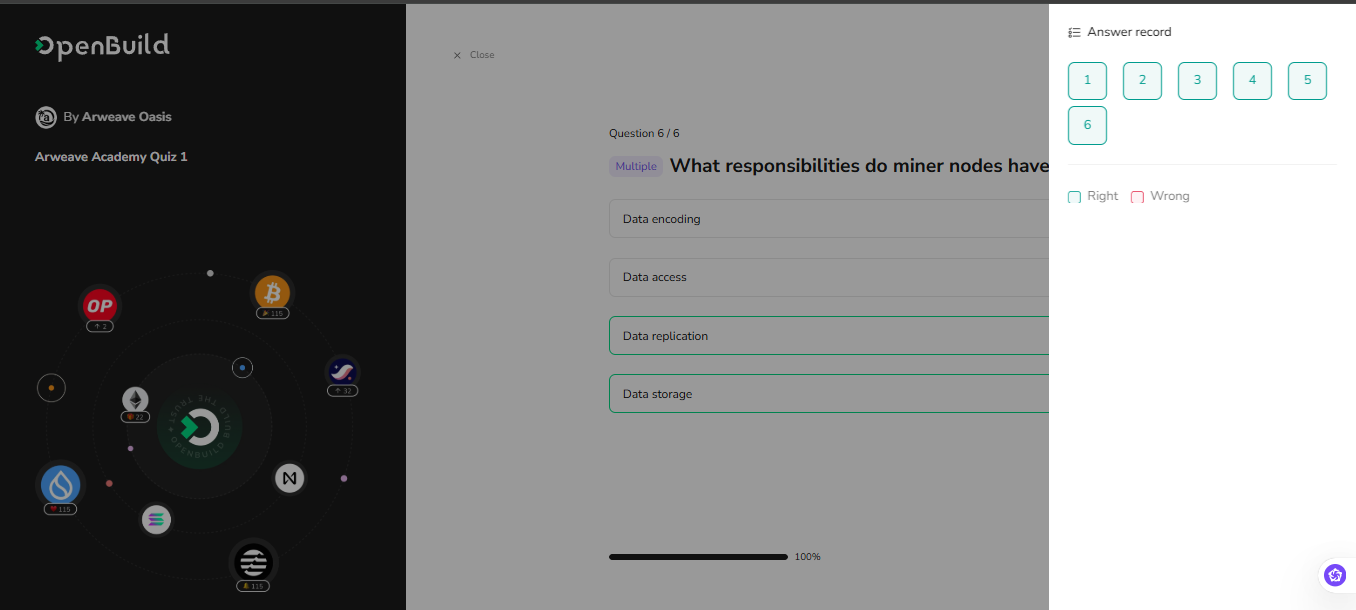 OpenBuild
By Arweave Oasis
Arweave Academy Quiz 1
OP
↑ 2
115
↑ 32
22
BUILD THE TRUST
OPENBUILD
115
115
× Close
Question 6 / 6
Multiple What responsibilities do miner nodes have
Data encoding
Data access
Data replication
Data storage
100%
Answer record
1 2 3 4 5
6
Right Wrong